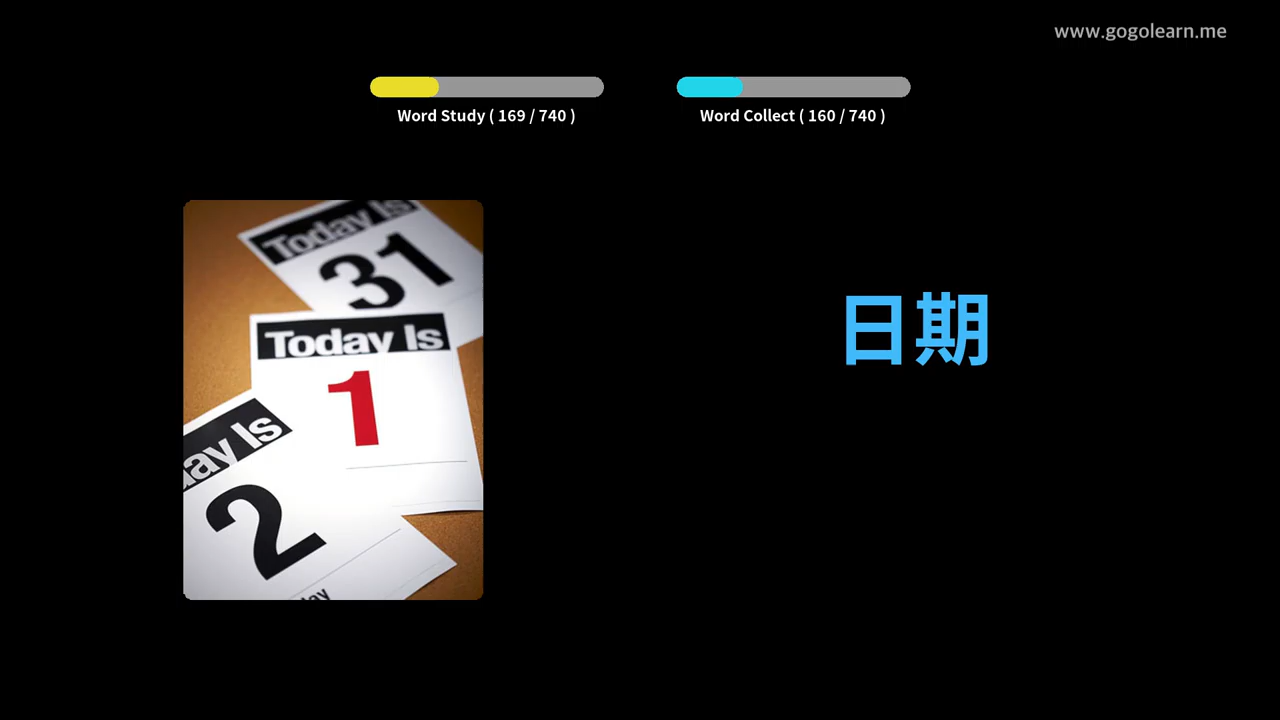 www.gogolearn.me
Word Study ( 169 / 740 )
Word Collect ( 160 / 740 )
Today Is
31
Today Is
1
day Is
2
日期